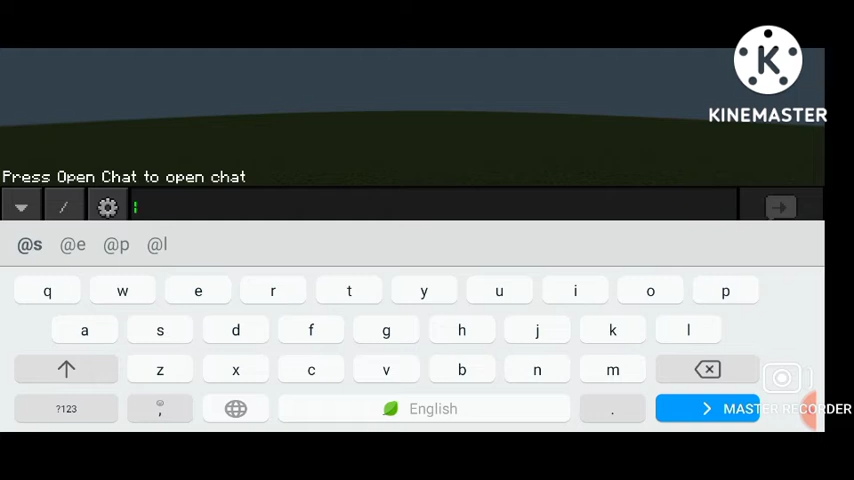 K
KINEMASTER
Press Open Chat to open chat
/
@s @e @p @l
q w e r t y u i o p
a s d f g h j k l
z x c v b n m
?123 , English . MASTER RECORDER